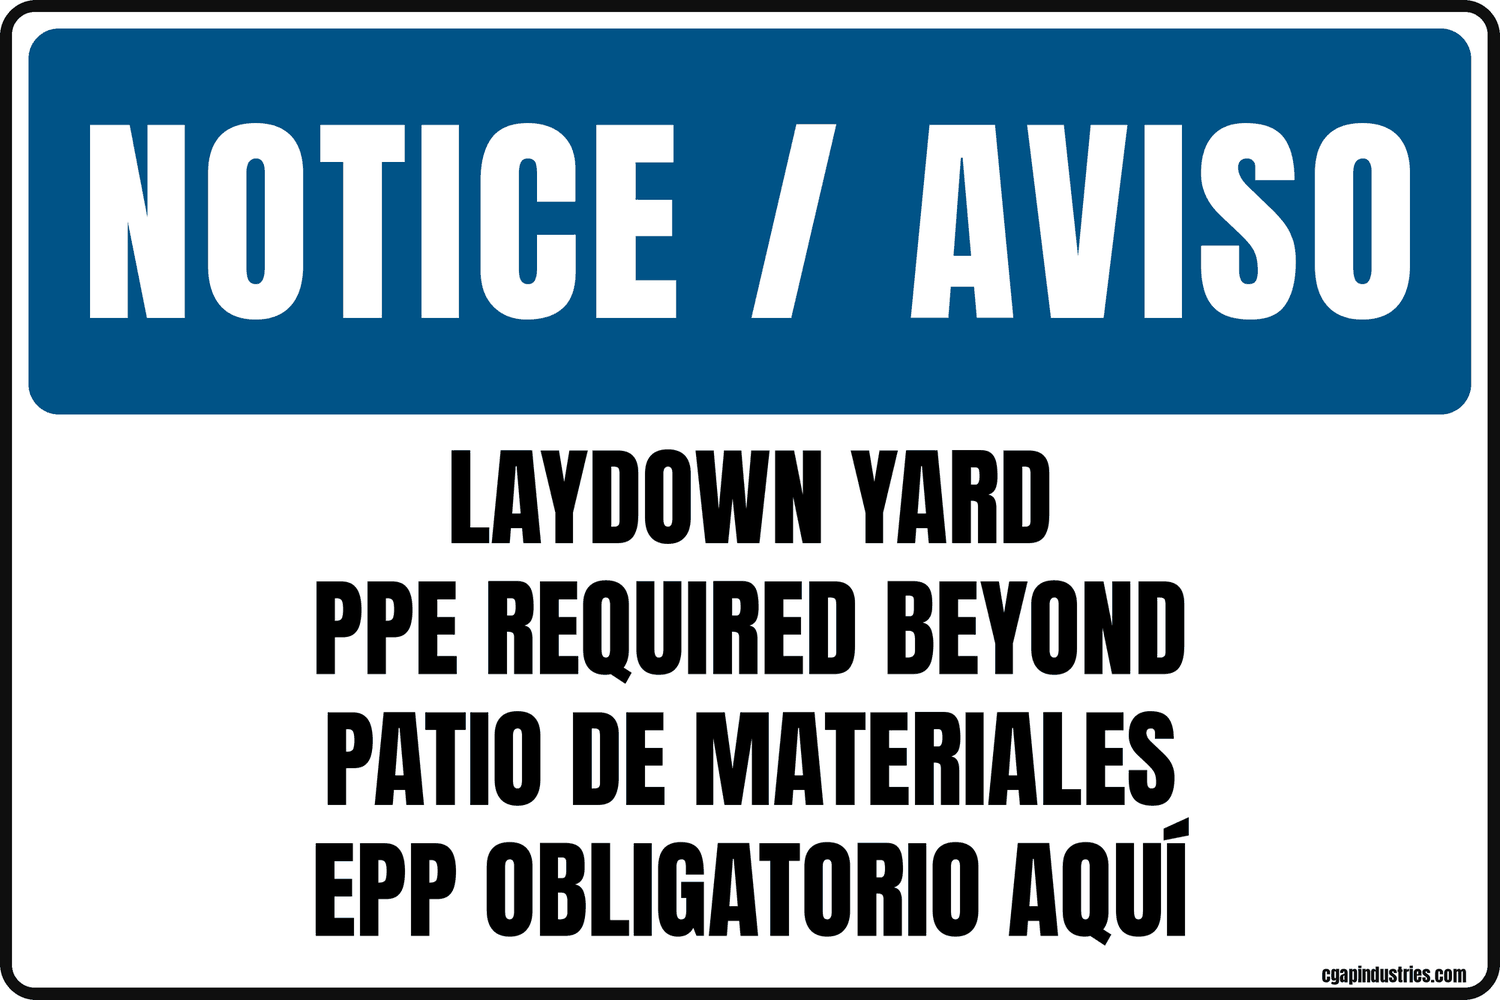 NOTICE / AVISO
LAYDOWN YARD
PPE REQUIRED BEYOND
PATIO DE MATERIALES
EPP OBLIGATORIO AQUÍ
cgapindustries.com